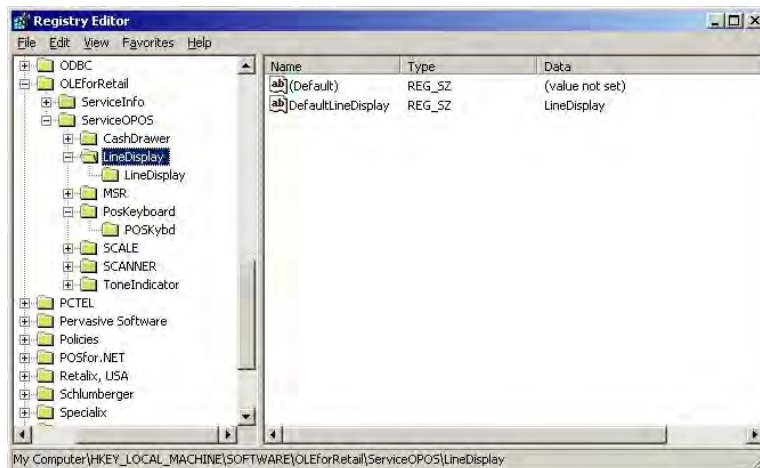 Registry Editor
File Edit View Favorites Help
ODBC
OLEforRetail
ServiceInfo
ServiceOPOS
CashDrawer
LineDisplay
LineDisplay
MSR
PosKeyboard
POSKybd
SCALE
SCANNER
ToneIndicator
PCTEL
Pervasive Software
Policies
POSfor.NET
Retalix, USA
Schlumberger
Specialix
Name Type Data
ab (Default) REG_SZ (value not set)
ab DefaultLineDisplay REG_SZ LineDisplay
My Computer\HKEY_LOCAL_MACHINE\SOFTWARE\OLEforRetail\ServiceOPOS\LineDisplay